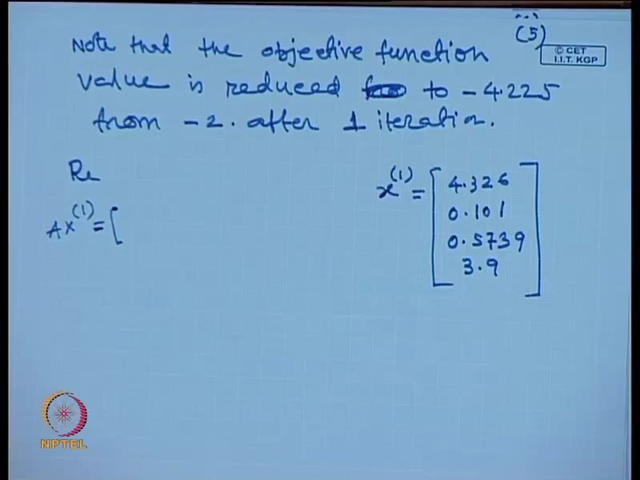 (5)
© CET
I.I.T. KGP
Note that the objective function
value is reduced to -4.225
from -2. after 1 iteration.
Re
x^(1) = [ 4.326
0.101
0.5739
3.9 ]
Ax^(1) = [
NPTEL